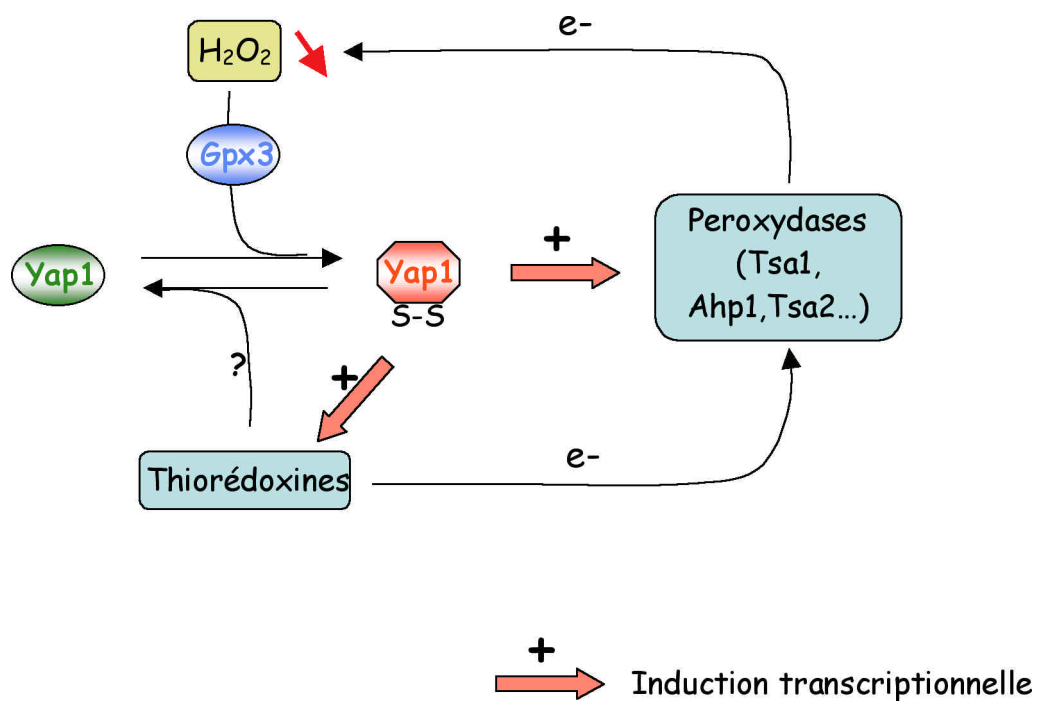 e-
H₂O₂
Gpx3
Peroxydases
(Tsa1,
Ahp1,Tsa2...)
+
Yap1
Yap1
S-S
?
+
Thiorédoxines
e-
+
Induction transcriptionnelle